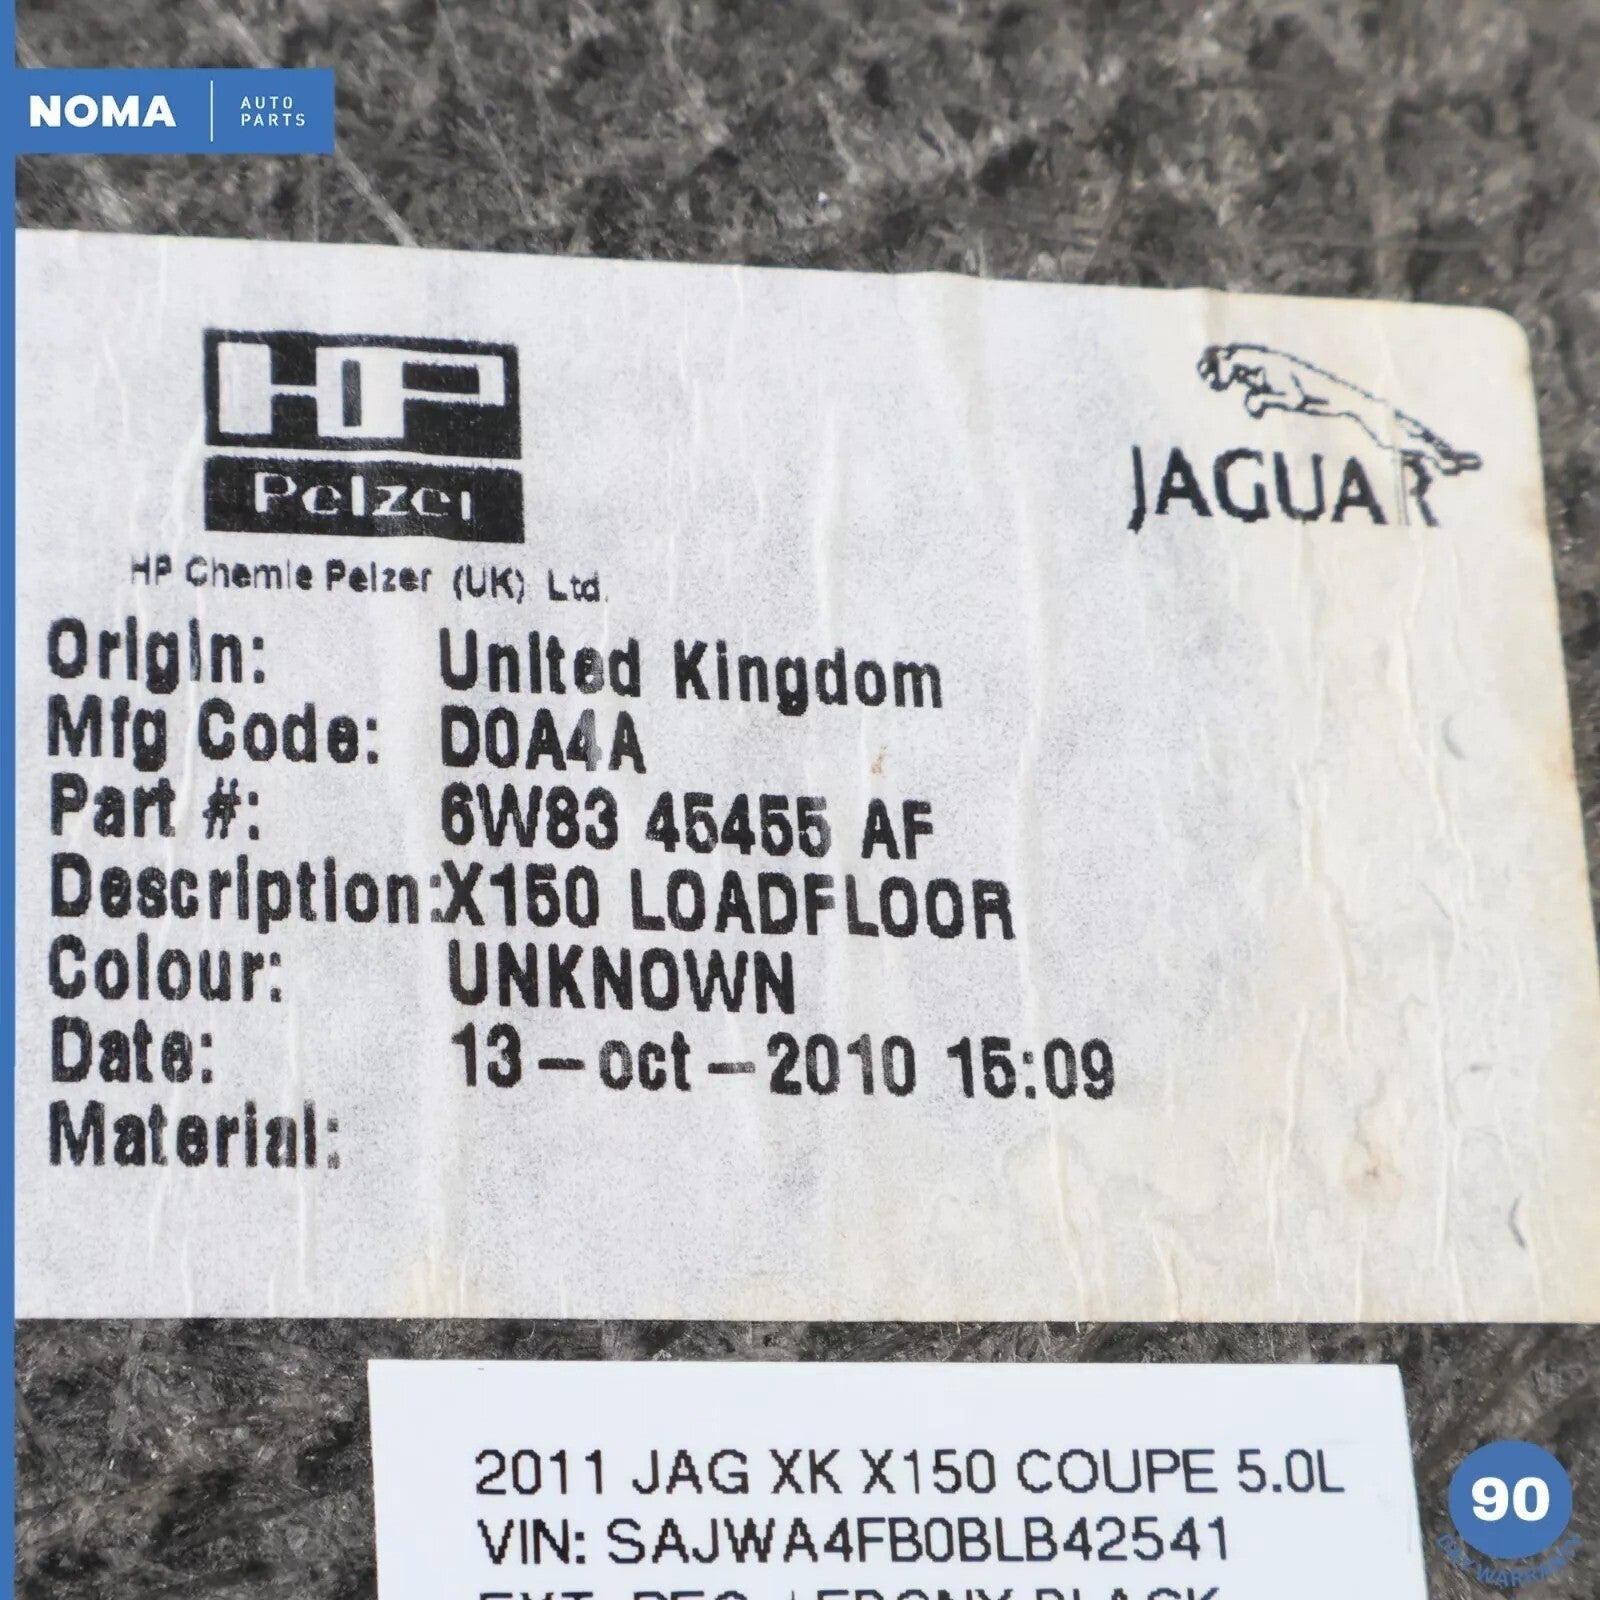 NOMA
AUTO
PARTS
HP
Pelzer
JAGUAR
HP Chemie Pelzer (UK) Ltd.
Origin: United Kingdom
Mfg Code: D0A4A
Part #: 6W83 45455 AF
Description: X150 LOADFLOOR
Colour: UNKNOWN
Date: 13-oct-2010 15:09
Material:
2011 JAG XK X150 COUPE 5.0L
VIN: SAJWA4FB0BLB42541
90